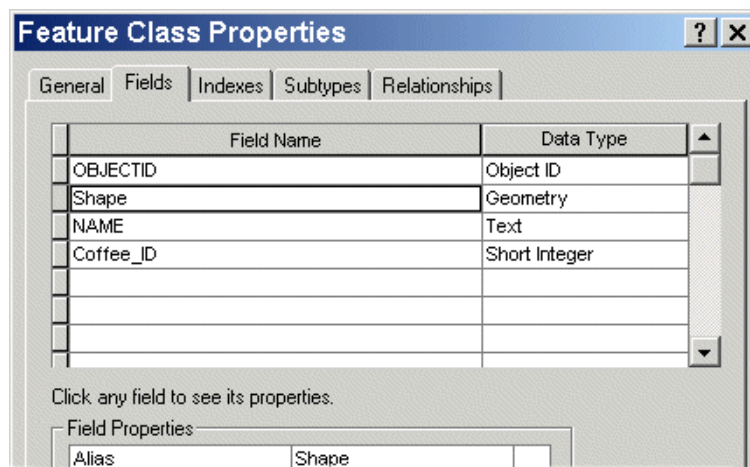 Feature Class Properties ? ×
General Fields Indexes Subtypes Relationships
Field Name Data Type
OBJECTID Object ID
Shape Geometry
NAME Text
Coffee_ID Short Integer
Click any field to see its properties.
Field Properties
Alias Shape